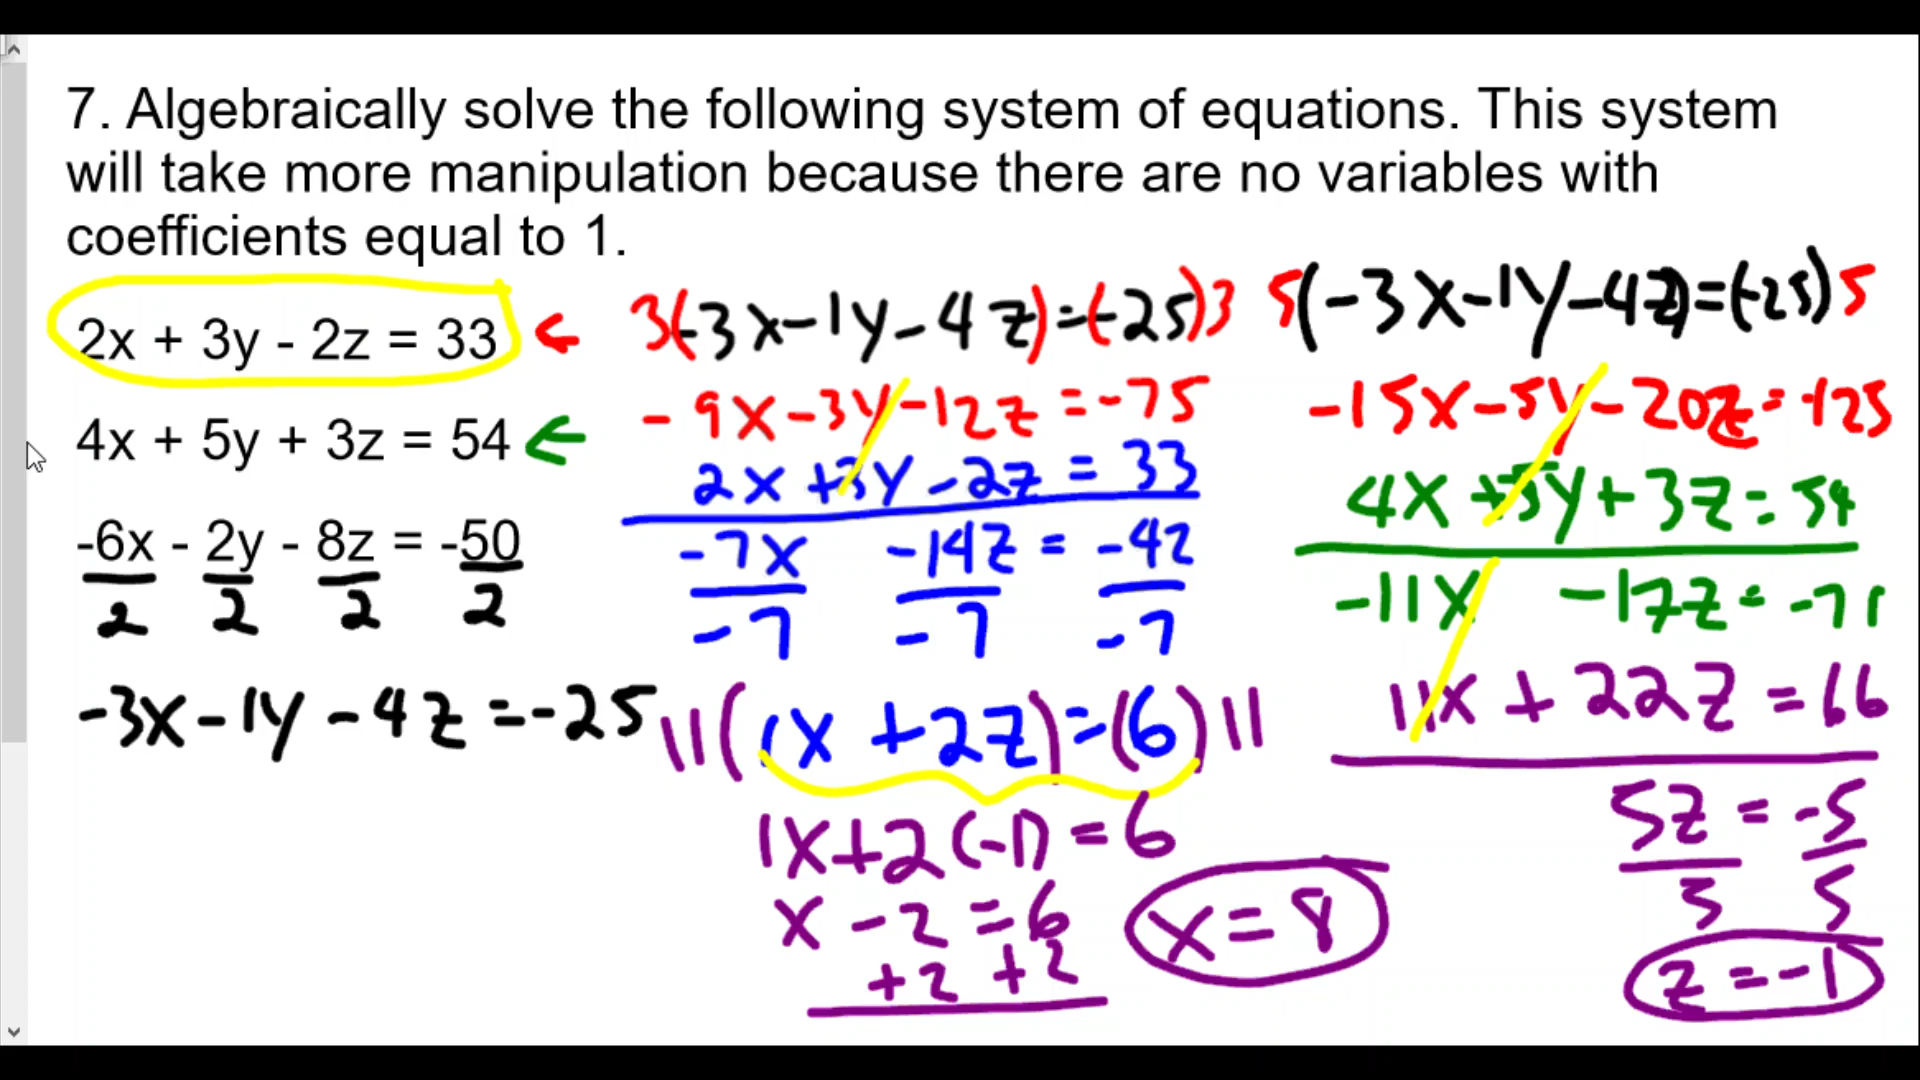 7. Algebraically solve the following system of equations. This system
will take more manipulation because there are no variables with
coefficients equal to 1.
2x + 3y - 2z = 33
4x + 5y + 3z = 54
-6x - 2y - 8z = -50
2 2 2 2
-3x - 1y - 4z = -25
3(-3x - 1y - 4z) = (-25)3
-9x - 3y - 12z = -75
2x + 3y - 2z = 33
-7x -14z = -42
-7 -7 -7
11(1x + 2z) = (6)11
1x + 2(-1) = 6
x - 2 = 6
+2 +2
x = 8
5(-3x - 1y - 4z) = (-25)5
-15x - 5y - 20z = -125
4x + 5y + 3z = 54
-11x -17z = -71
11x + 22z = 66
5z = -5
5 5
z = -1